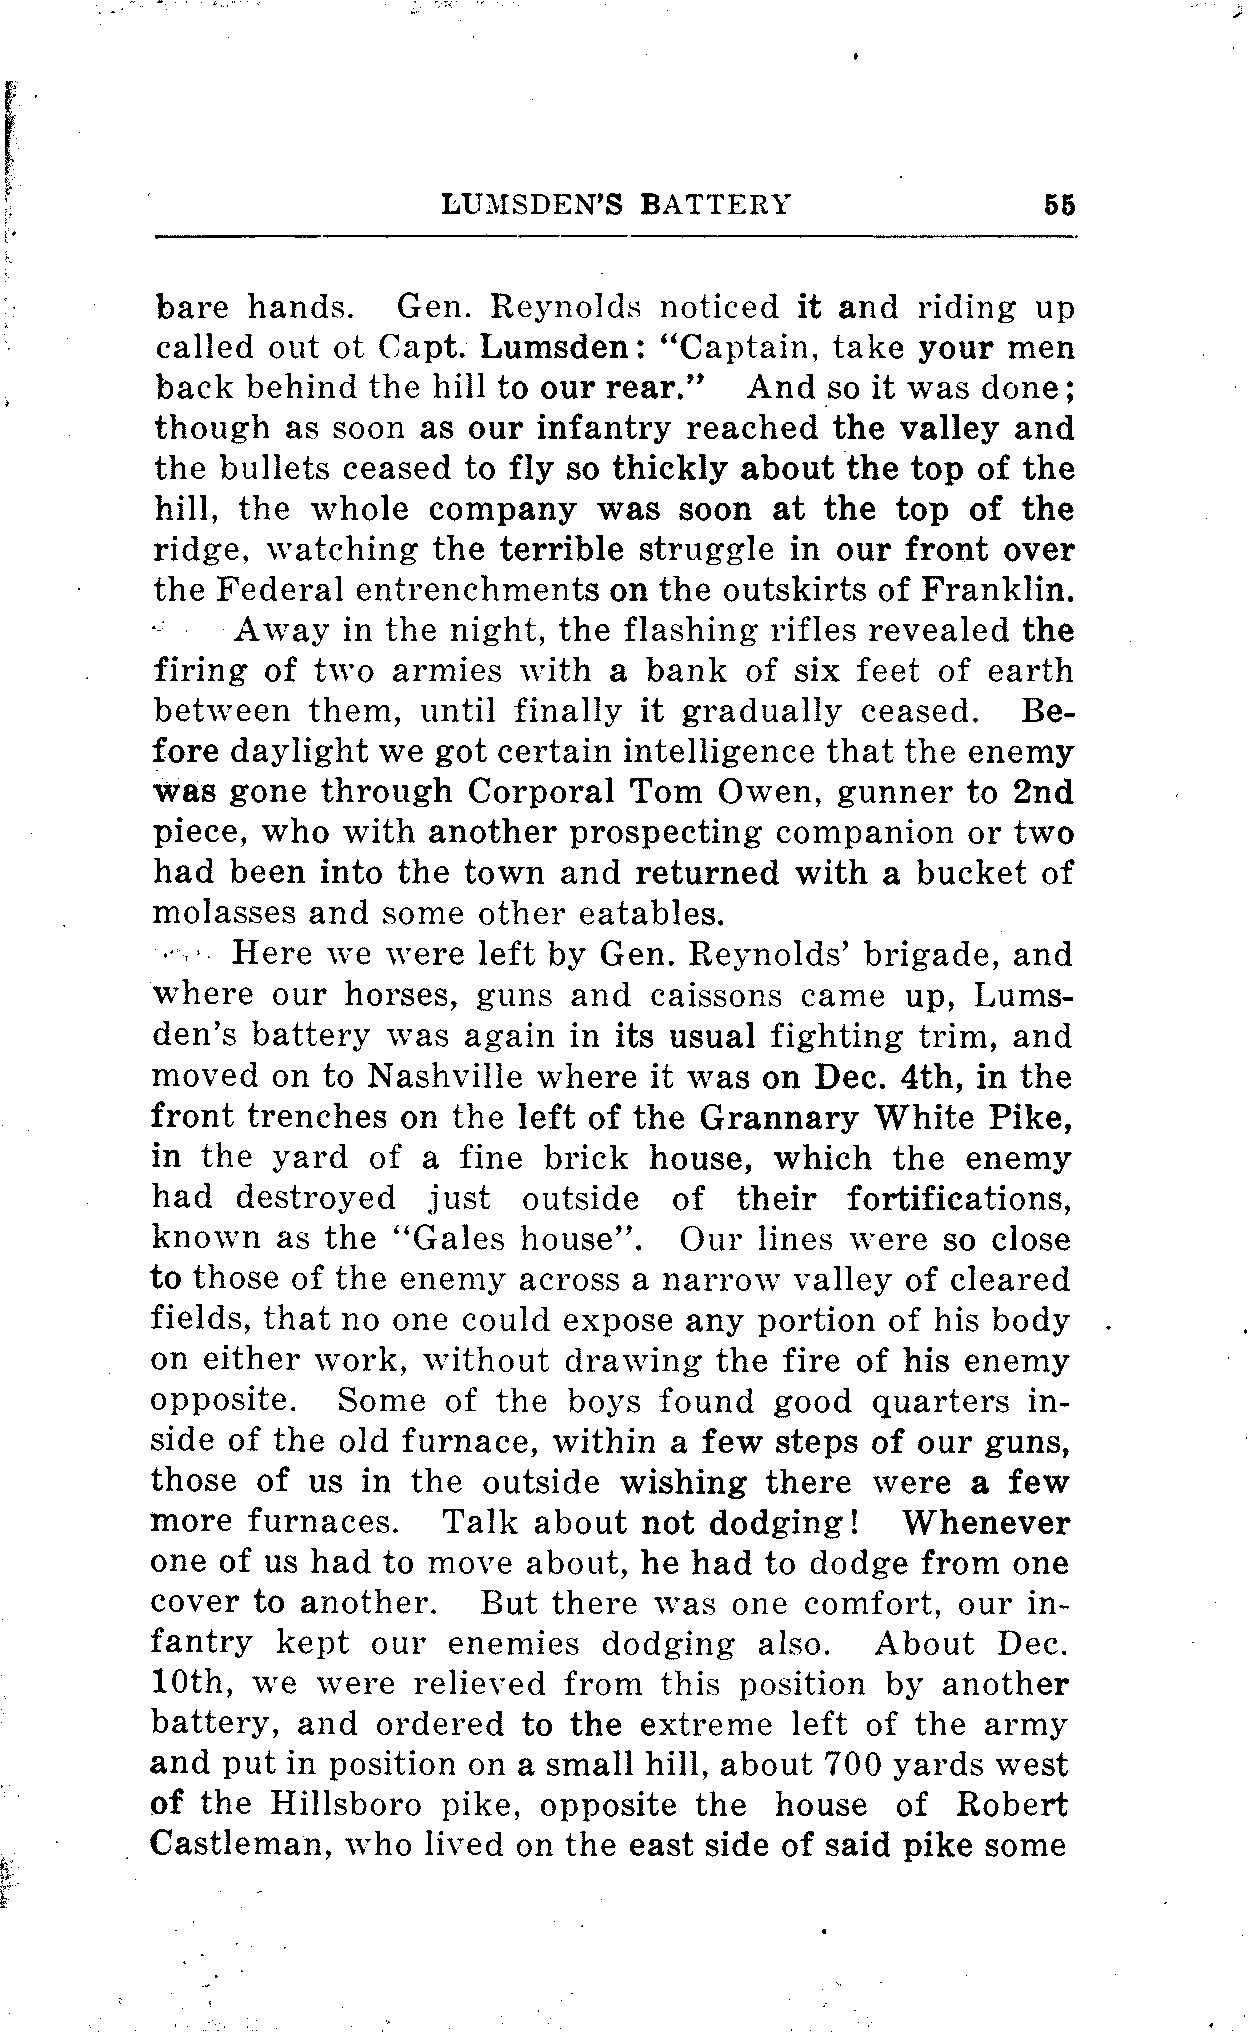 LUMSDEN'S BATTERY 55
bare hands. Gen. Reynolds noticed it and riding up
called out ot Capt. Lumsden: "Captain, take your men
back behind the hill to our rear." And so it was done;
though as soon as our infantry reached the valley and
the bullets ceased to fly so thickly about the top of the
hill, the whole company was soon at the top of the
ridge, watching the terrible struggle in our front over
the Federal entrenchments on the outskirts of Franklin.
Away in the night, the flashing rifles revealed the
firing of two armies with a bank of six feet of earth
between them, until finally it gradually ceased. Be-
fore daylight we got certain intelligence that the enemy
was gone through Corporal Tom Owen, gunner to 2nd
piece, who with another prospecting companion or two
had been into the town and returned with a bucket of
molasses and some other eatables.
Here we were left by Gen. Reynolds' brigade, and
where our horses, guns and caissons came up, Lums-
den's battery was again in its usual fighting trim, and
moved on to Nashville where it was on Dec. 4th, in the
front trenches on the left of the Grannary White Pike,
in the yard of a fine brick house, which the enemy
had destroyed just outside of their fortifications,
known as the "Gales house". Our lines were so close
to those of the enemy across a narrow valley of cleared
fields, that no one could expose any portion of his body
on either work, without drawing the fire of his enemy
opposite. Some of the boys found good quarters in-
side of the old furnace, within a few steps of our guns,
those of us in the outside wishing there were a few
more furnaces. Talk about not dodging! Whenever
one of us had to move about, he had to dodge from one
cover to another. But there was one comfort, our in-
fantry kept our enemies dodging also. About Dec.
10th, we were relieved from this position by another
battery, and ordered to the extreme left of the army
and put in position on a small hill, about 700 yards west
of the Hillsboro pike, opposite the house of Robert
Castleman, who lived on the east side of said pike some